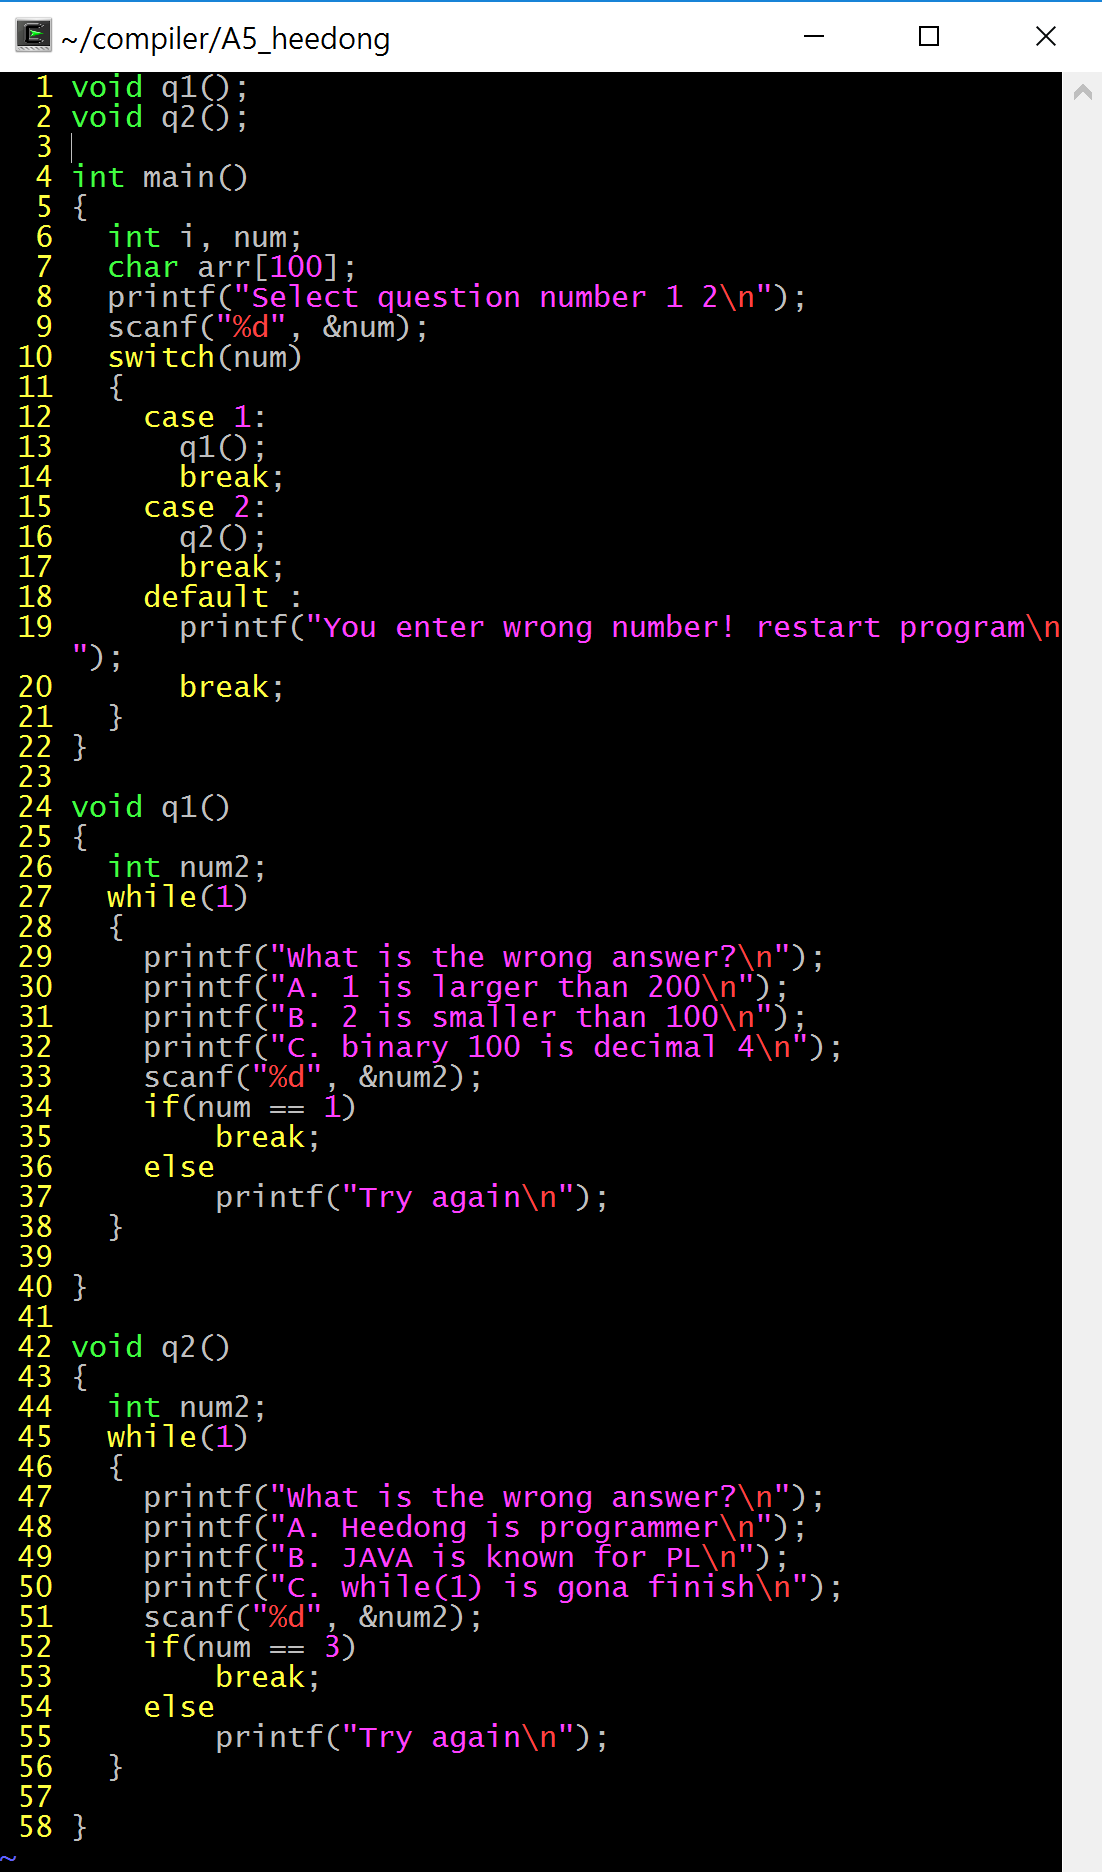 ~/compiler/A5_heedong
1 void q1();
2 void q2();
3
4 int main()
5 {
6   int i, num;
7   char arr[100];
8   printf("Select question number 1 2\n");
9   scanf("%d", &num);
10   switch(num)
11   {
12     case 1:
13       q1();
14       break;
15     case 2:
16       q2();
17       break;
18     default :
19       printf("You enter wrong number! restart program\n
");
20       break;
21   }
22 }
23
24 void q1()
25 {
26   int num2;
27   while(1)
28   {
29     printf("What is the wrong answer?\n");
30     printf("A. 1 is larger than 200\n");
31     printf("B. 2 is smaller than 100\n");
32     printf("C. binary 100 is decimal 4\n");
33     scanf("%d", &num2);
34     if(num == 1)
35         break;
36     else
37         printf("Try again\n");
38   }
39
40 }
41
42 void q2()
43 {
44   int num2;
45   while(1)
46   {
47     printf("What is the wrong answer?\n");
48     printf("A. Heedong is programmer\n");
49     printf("B. JAVA is known for PL\n");
50     printf("C. while(1) is gona finish\n");
51     scanf("%d", &num2);
52     if(num == 3)
53         break;
54     else
55         printf("Try again\n");
56   }
57
58 }
~